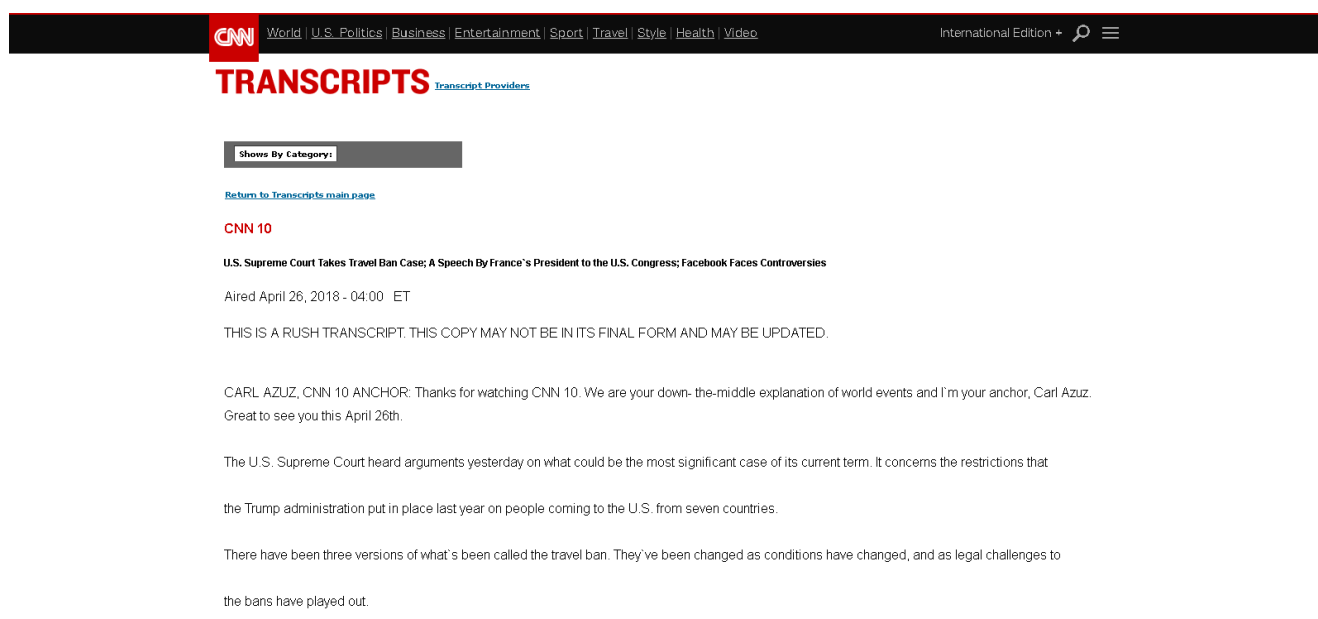 CNN World | U.S. Politics | Business | Entertainment | Sport | Travel | Style | Health | Video International Edition +
TRANSCRIPTS Transcript Providers
Shows By Category:
Return to Transcripts main page
CNN 10
U.S. Supreme Court Takes Travel Ban Case; A Speech By France`s President to the U.S. Congress; Facebook Faces Controversies
Aired April 26, 2018 - 04:00 ET
THIS IS A RUSH TRANSCRIPT. THIS COPY MAY NOT BE IN ITS FINAL FORM AND MAY BE UPDATED.
CARL AZUZ, CNN 10 ANCHOR: Thanks for watching CNN 10. We are your down- the-middle explanation of world events and I`m your anchor, Carl Azuz.
Great to see you this April 26th.
The U.S. Supreme Court heard arguments yesterday on what could be the most significant case of its current term. It concerns the restrictions that
the Trump administration put in place last year on people coming to the U.S. from seven countries.
There have been three versions of what`s been called the travel ban. They`ve been changed as conditions have changed, and as legal challenges to
the bans have played out.